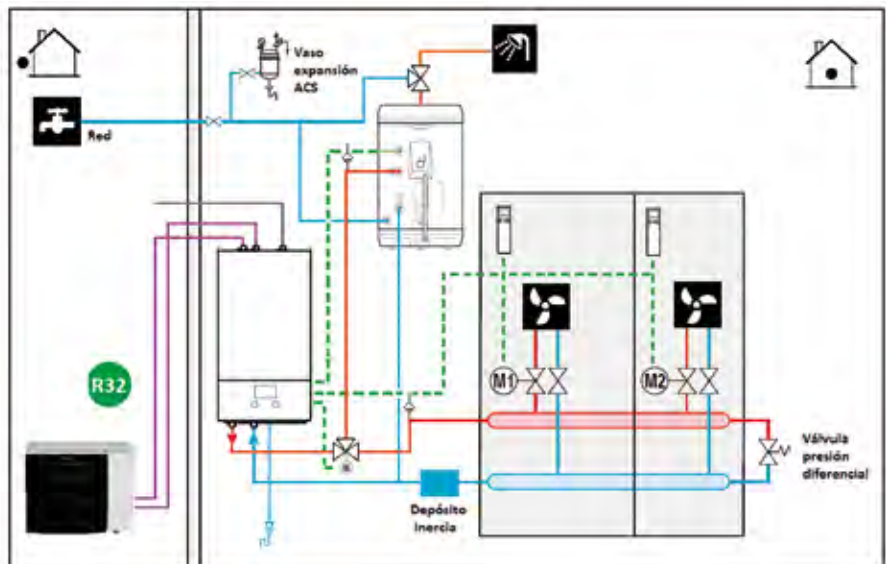 Vaso
expansión
ACS
Red
R32
M1
M2
Válvula
presión
diferencial
Depósito
inercia